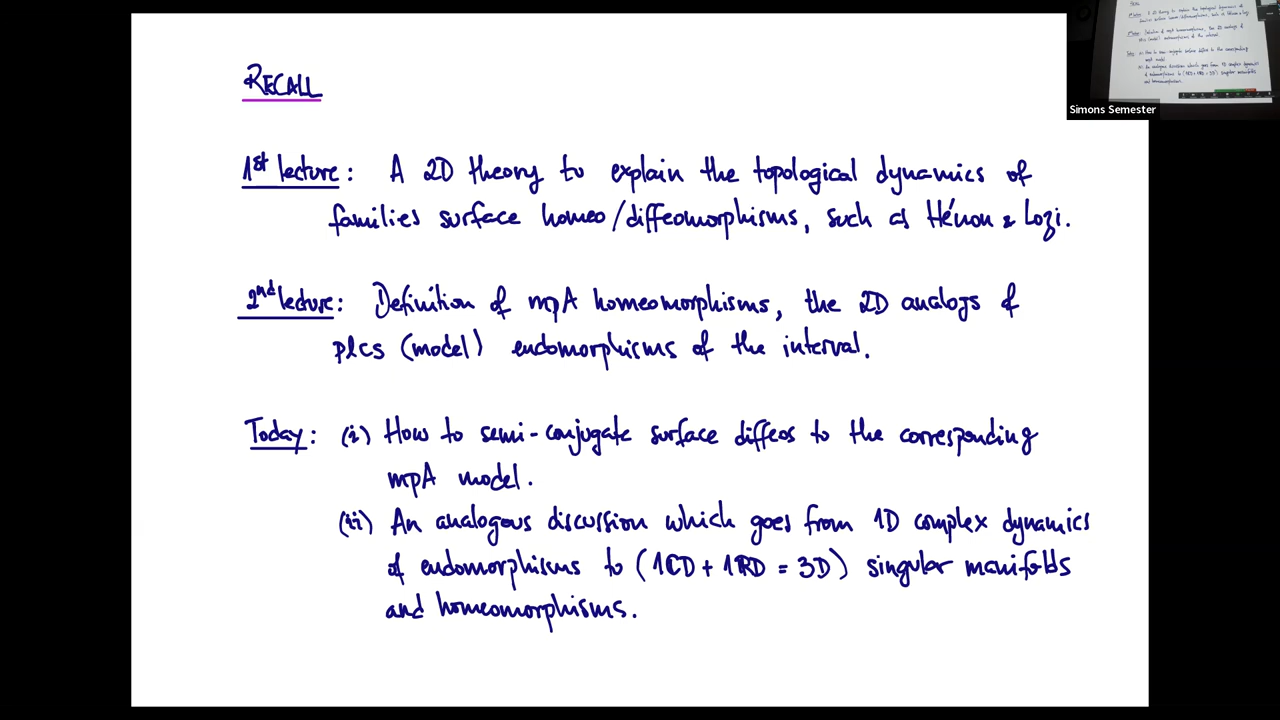 RECALL
1st lecture: A 2D theory to explain the topological dynamics of
families surface homeo/diffeomorphisms, such as Hénon & Lozi.
2nd lecture: Definition of mpA homeomorphisms, the 2D analogs of
plcs (model) endomorphisms of the interval.
Today: (i) How to semi-conjugate surface diffeos to the corresponding
mpA model.
(ii) An analogous discussion which goes from 1D complex dynamics
of endomorphisms to (1CD + 1RD = 3D) singular manifolds
and homeomorphisms.
Simons Semester